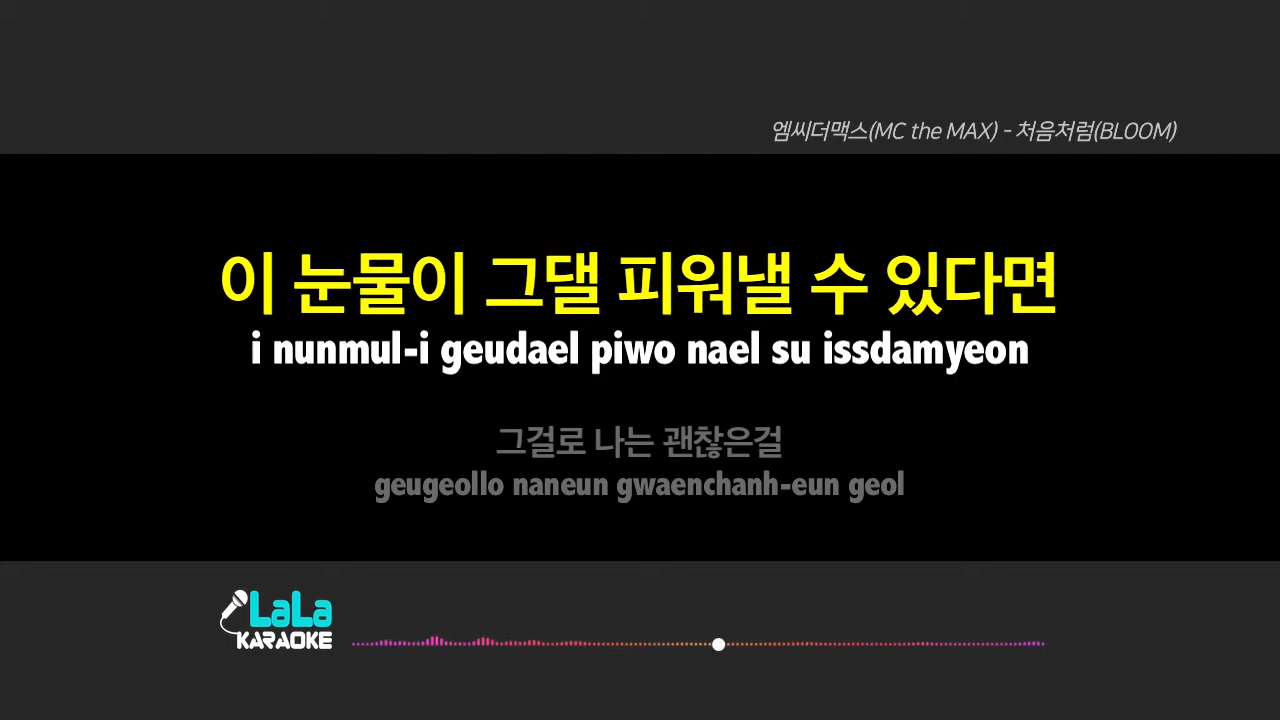 엠씨더맥스(MC the MAX) - 처음처럼(BLOOM)
이 눈물이 그댈 피워낼 수 있다면
i nunmul-i geudael piwo nael su issdamyeon
그걸로 나는 괜찮은걸
geugeollo naneun gwaenchanh-eun geol
LaLa
KARAOKE